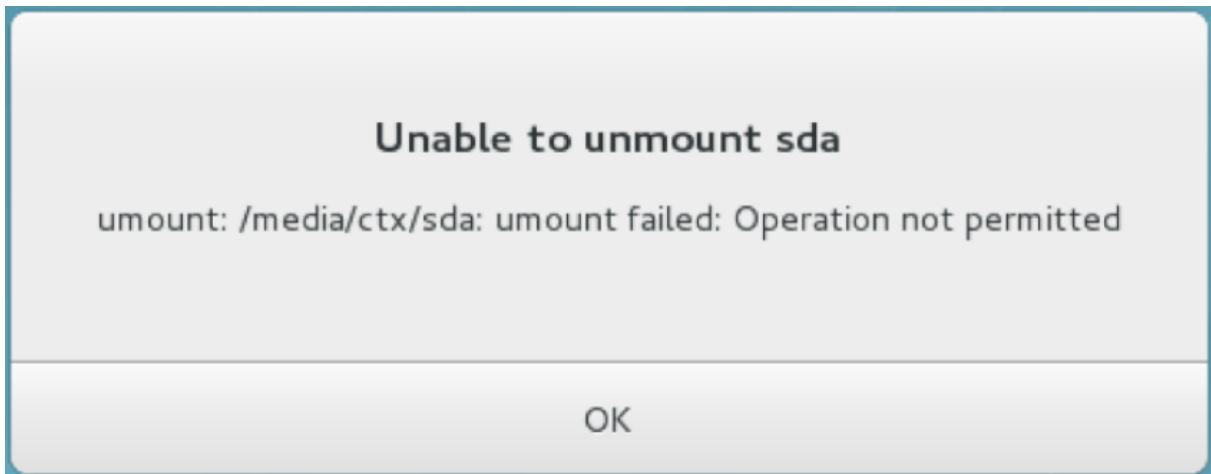 Unable to unmount sda
umount: /media/ctx/sda: umount failed: Operation not permitted
OK